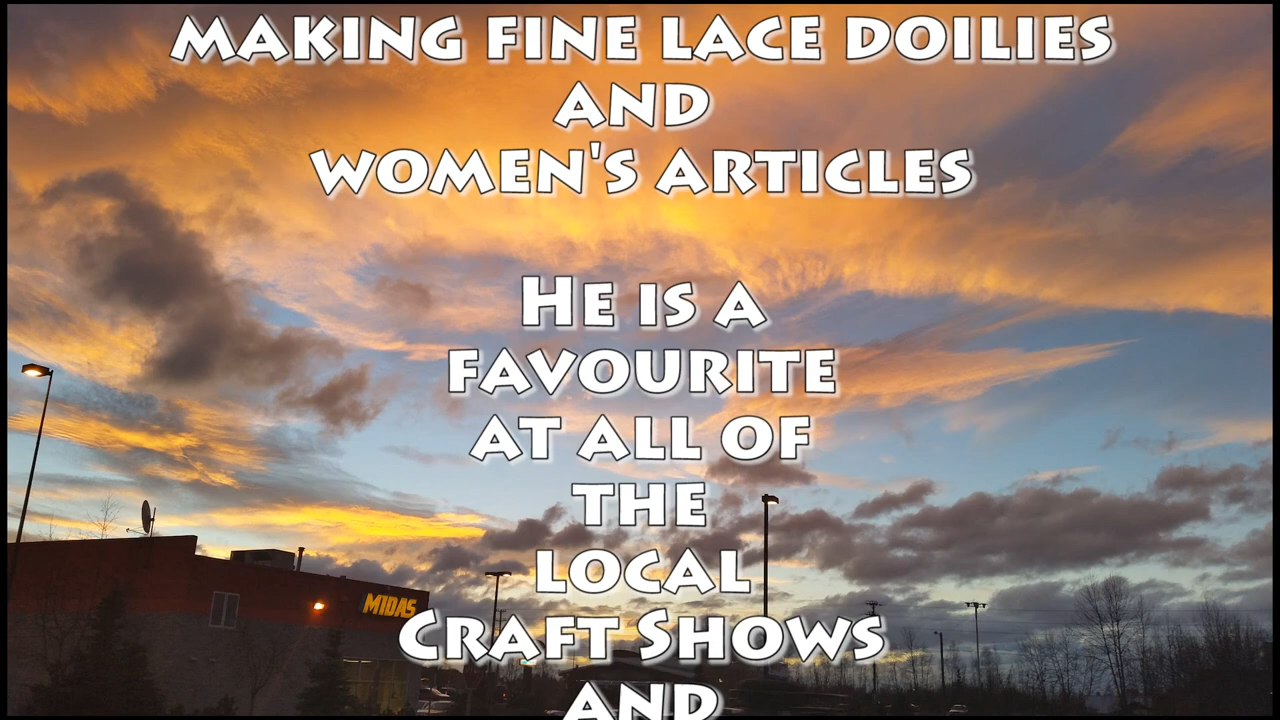 MAKING FINE LACE DOILIES
AND
WOMEN'S ARTICLES
HE IS A
FAVOURITE
AT ALL OF
THE
LOCAL
CRAFT SHOWS
MIDAS
AND